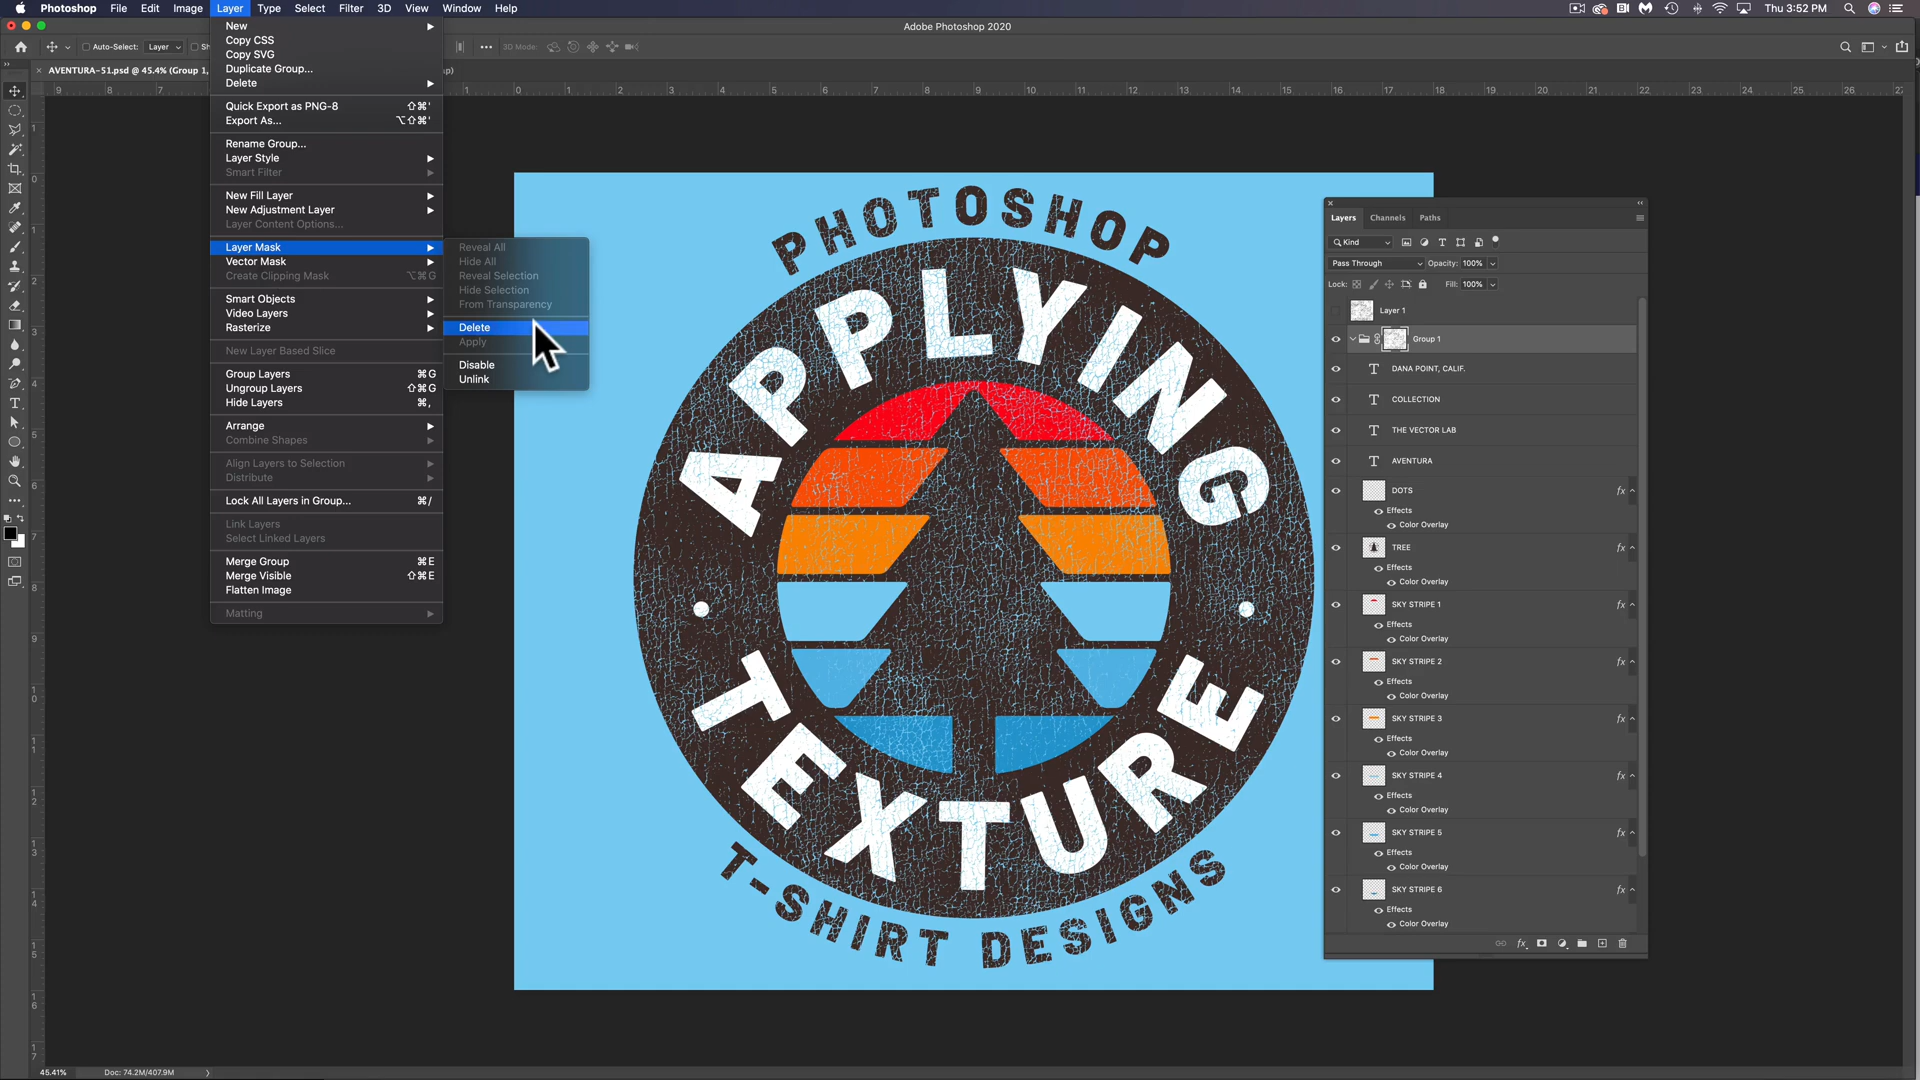 Photoshop File Edit Image Layer Type Select Filter 3D View Window Help Thu 3:52 PM
Adobe Photoshop 2020
Auto-Select: Layer 3D Mode:
AVENTURA-51.psd @ 45.4% (Group 1,
New
Copy CSS
Copy SVG
Duplicate Group...
Delete
Quick Export as PNG-8 ⇧⌘'
Export As... ⌥⇧⌘'
Rename Group...
Layer Style
Smart Filter
New Fill Layer
New Adjustment Layer
Layer Content Options...
Layer Mask
Vector Mask
Create Clipping Mask ⌥⌘G
Smart Objects
Video Layers
Rasterize
New Layer Based Slice
Group Layers ⌘G
Ungroup Layers ⇧⌘G
Hide Layers ⌘,
Arrange
Combine Shapes
Align Layers to Selection
Distribute
Lock All Layers in Group... ⌘/
Link Layers
Select Linked Layers
Merge Group ⌘E
Merge Visible ⇧⌘E
Flatten Image
Matting
Reveal All
Hide All
Reveal Selection
Hide Selection
From Transparency
Delete
Apply
Disable
Unlink
PHOTOSHOP
APPLYING
TEXTURE
T-SHIRT DESIGNS
Layers Channels Paths
Kind
Pass Through Opacity: 100%
Lock: Fill: 100%
Layer 1
Group 1
DANA POINT, CALIF.
COLLECTION
THE VECTOR LAB
AVENTURA
DOTS fx
Effects
Color Overlay
TREE fx
Effects
Color Overlay
SKY STRIPE 1 fx
Effects
Color Overlay
SKY STRIPE 2 fx
Effects
Color Overlay
SKY STRIPE 3 fx
Effects
Color Overlay
SKY STRIPE 4 fx
Effects
Color Overlay
SKY STRIPE 5 fx
Effects
Color Overlay
SKY STRIPE 6 fx
Effects
Color Overlay
45.41% Doc: 74.2M/407.9M